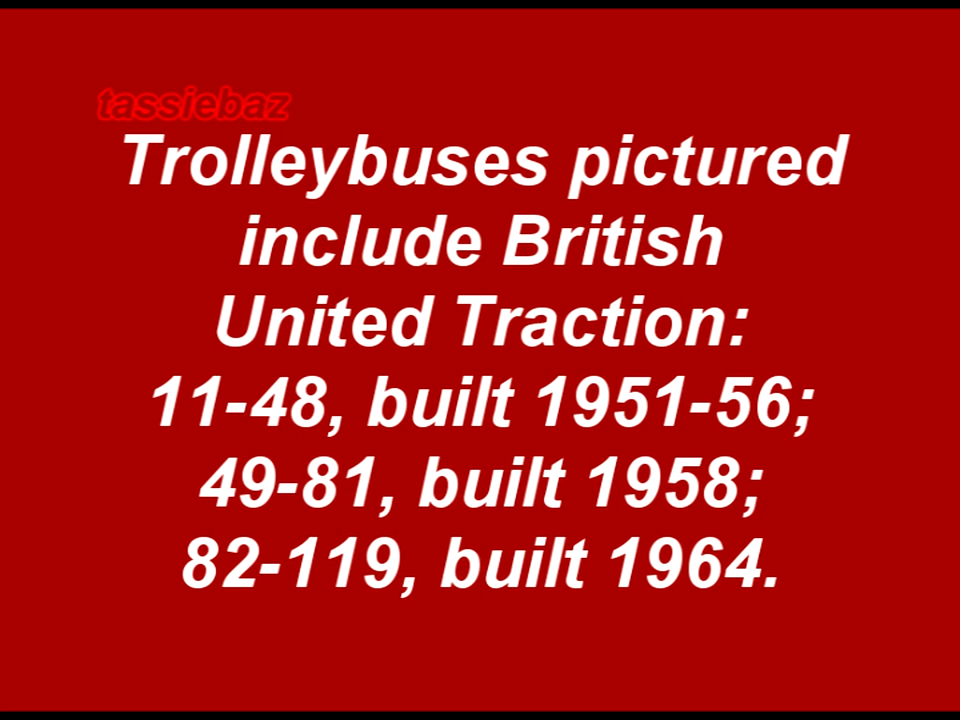 tassiebaz
Trolleybuses pictured
include British
United Traction:
11-48, built 1951-56;
49-81, built 1958;
82-119, built 1964.